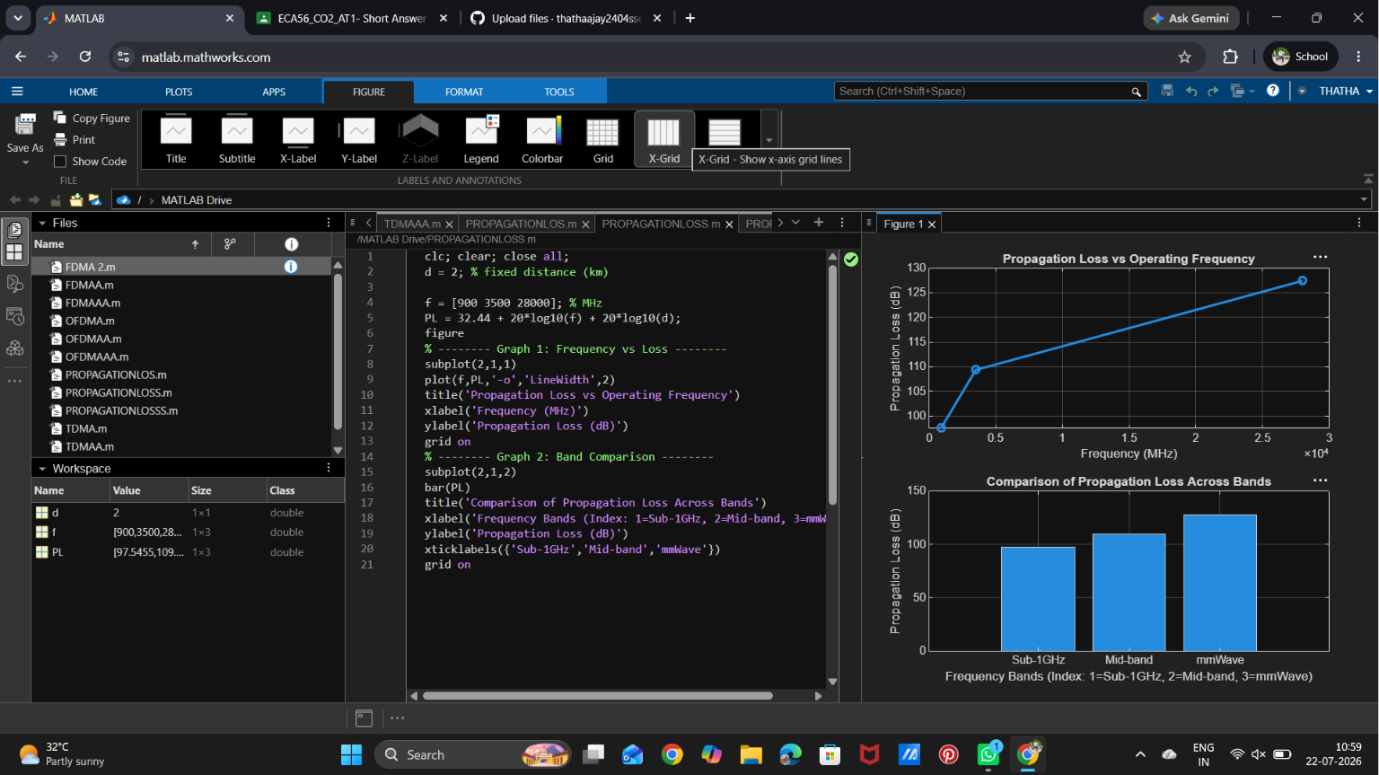 MATLAB
ECA56_CO2_AT1- Short Answer
Upload files · thathaajay2404sse
Ask Gemini
matlab.mathworks.com
School
HOME PLOTS APPS FIGURE FORMAT TOOLS
Search (Ctrl+Shift+Space)
THATHA
Save As
Copy Figure
Print
Show Code
FILE
Title Subtitle X-Label Y-Label Z-Label Legend Colorbar Grid X-Grid
X-Grid - Show x-axis grid lines
LABELS AND ANNOTATIONS
/ › MATLAB Drive
Files
Name
FDMA 2.m
FDMAA.m
FDMAAA.m
OFDMA.m
OFDMAA.m
OFDMAAA.m
PROPAGATIONLOS.m
PROPAGATIONLOSS.m
PROPAGATIONLOSSS.m
TDMA.m
TDMAA.m
Workspace
Name Value Size Class
d 2 1×1 double
f [900,3500,28... 1×3 double
PL [97.5455,109.... 1×3 double
TDMAAA.m PROPAGATIONLOS.m PROPAGATIONLOSS.m PROI
/MATLAB Drive/PROPAGATIONLOSS.m
1 clc; clear; close all;
2 d = 2; % fixed distance (km)
3
4 f = [900 3500 28000]; % MHz
5 PL = 32.44 + 20*log10(f) + 20*log10(d);
6 figure
7 % -------- Graph 1: Frequency vs Loss --------
8 subplot(2,1,1)
9 plot(f,PL,'-o','LineWidth',2)
10 title('Propagation Loss vs Operating Frequency')
11 xlabel('Frequency (MHz)')
12 ylabel('Propagation Loss (dB)')
13 grid on
14 % -------- Graph 2: Band Comparison --------
15 subplot(2,1,2)
16 bar(PL)
17 title('Comparison of Propagation Loss Across Bands')
18 xlabel('Frequency Bands (Index: 1=Sub-1GHz, 2=Mid-band, 3=mmW
19 ylabel('Propagation Loss (dB)')
20 xticklabels({'Sub-1GHz','Mid-band','mmWave'})
21 grid on
Figure 1
Propagation Loss vs Operating Frequency
Propagation Loss (dB)
130
125
120
115
110
105
100
0 0.5 1 1.5 2 2.5 3
Frequency (MHz)
×10⁴
Comparison of Propagation Loss Across Bands
Propagation Loss (dB)
150
100
50
0
Sub-1GHz Mid-band mmWave
Frequency Bands (Index: 1=Sub-1GHz, 2=Mid-band, 3=mmWave)
32°C
Partly sunny
Search
1
ENG
IN
10:59
22-07-2026